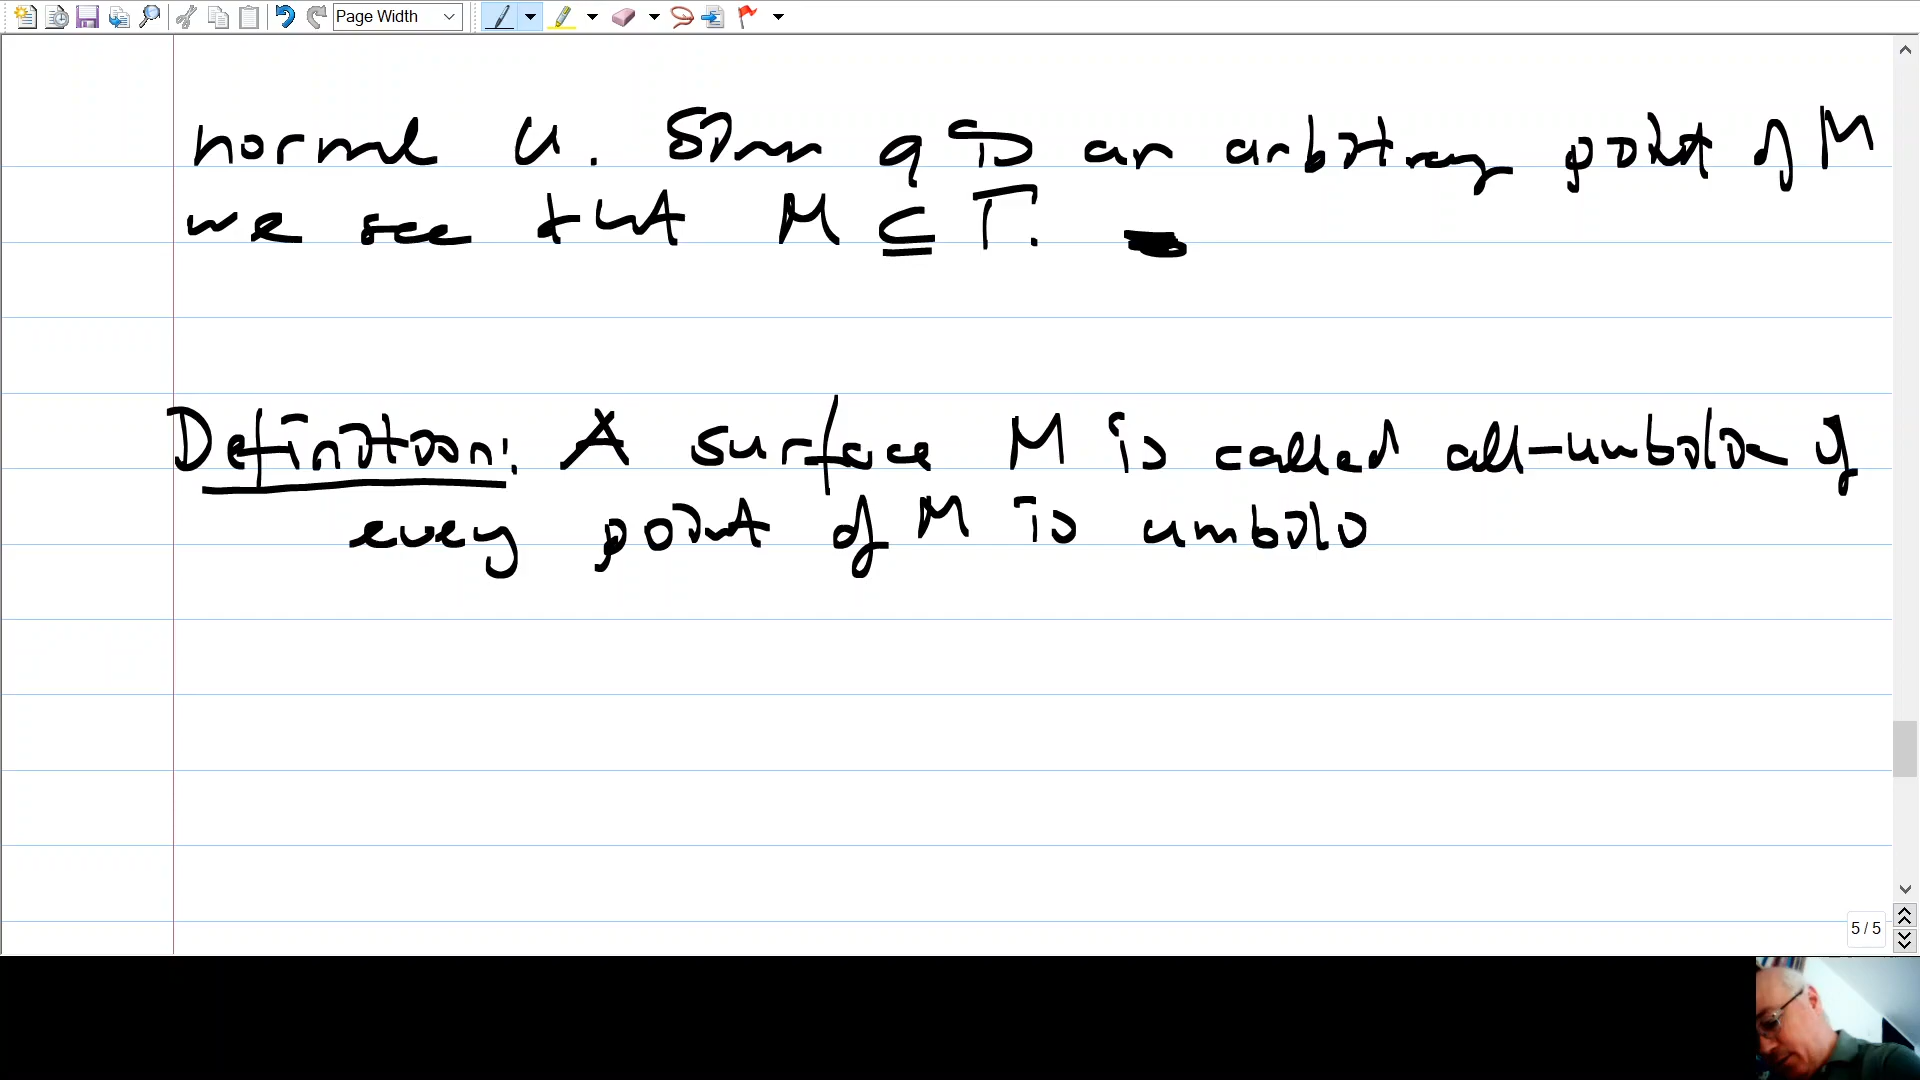 Page Width
normal U. Since q is an arbitrary point of M
we see that M ⊆ T.
Definition: A surface M is called all-umbilic if
every point of M is umbilo
5 / 5